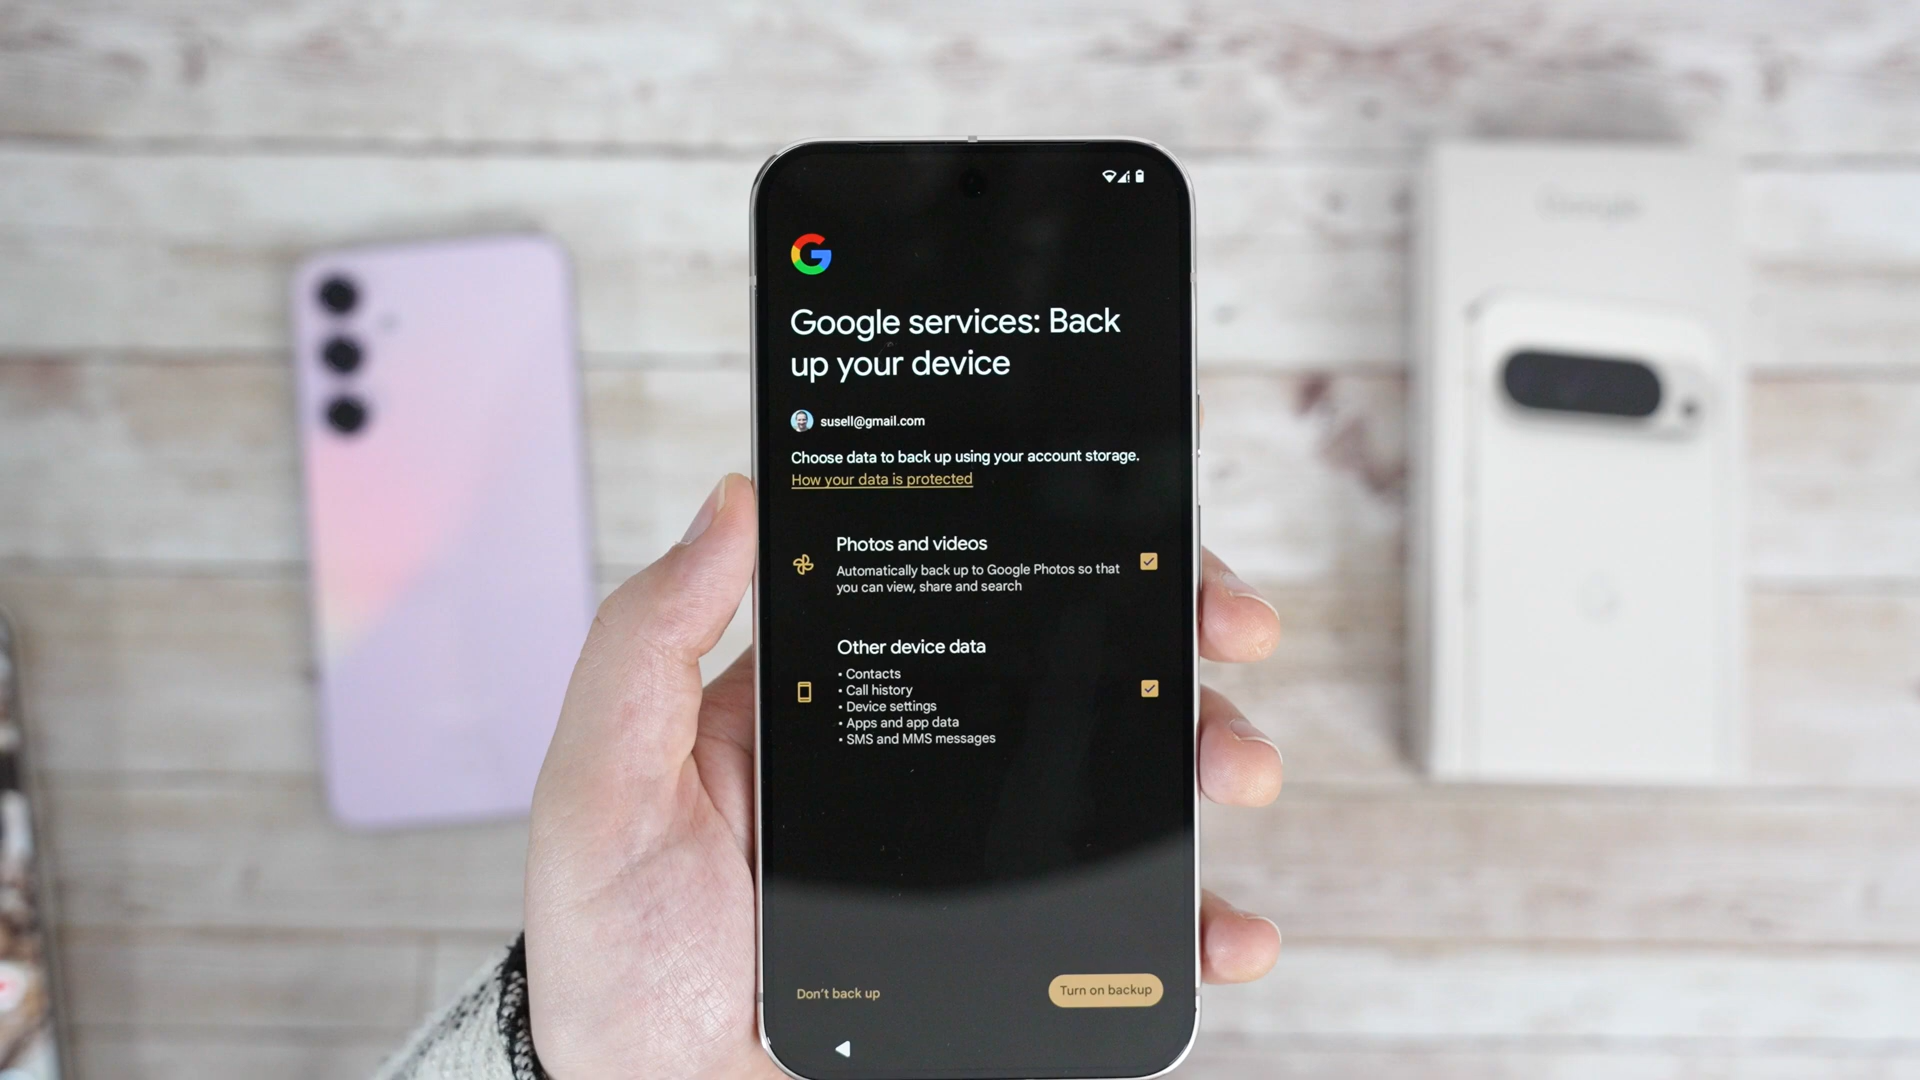 Google services: Back
up your device
susell@gmail.com
Choose data to back up using your account storage.
How your data is protected
Photos and videos
Automatically back up to Google Photos so that
you can view, share and search
Other device data
• Contacts
• Call history
• Device settings
• Apps and app data
• SMS and MMS messages
Don't back up
Turn on backup
Google